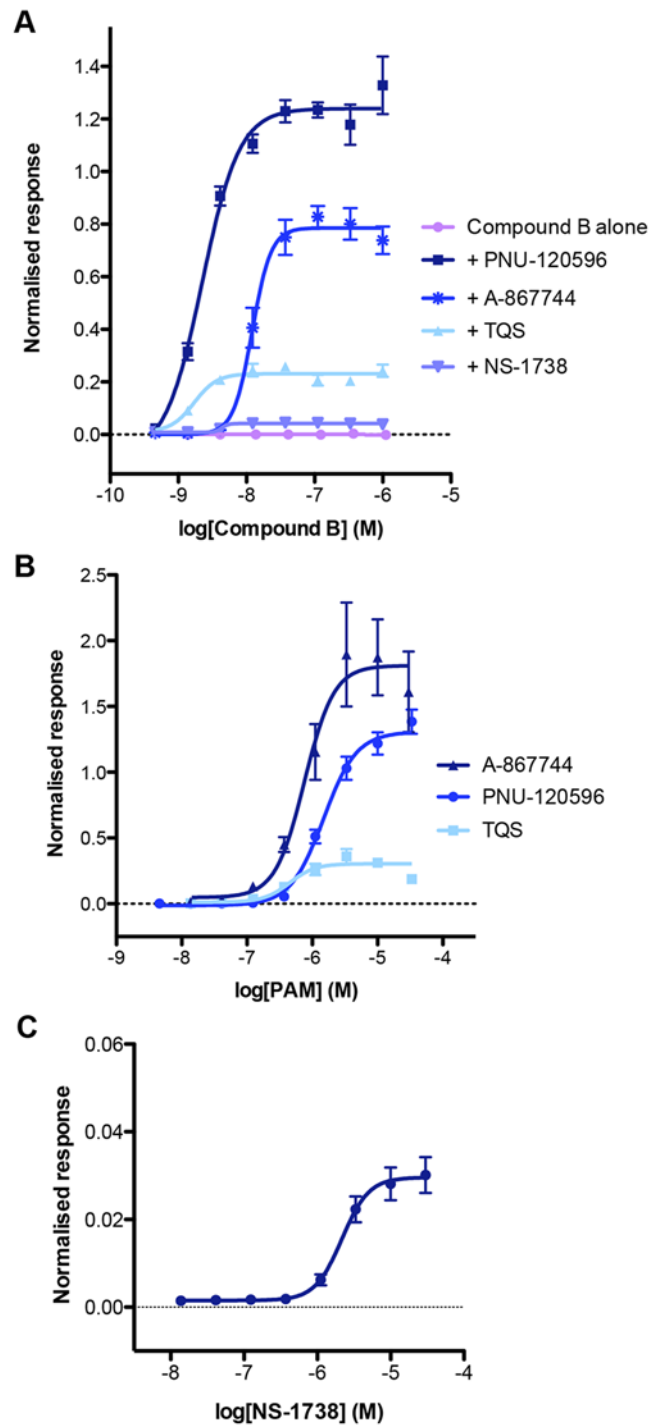 A
Normalised response
1.4
1.2
1.0
0.8
0.6
0.4
0.2
0.0
-10 -9 -8 -7 -6 -5
log[Compound B] (M)
Compound B alone
+ PNU-120596
+ A-867744
+ TQS
+ NS-1738
B
Normalised response
2.5
2.0
1.5
1.0
0.5
0.0
-9 -8 -7 -6 -5 -4
log[PAM] (M)
A-867744
PNU-120596
TQS
C
Normalised response
0.06
0.04
0.02
0.00
-8 -7 -6 -5 -4
log[NS-1738] (M)